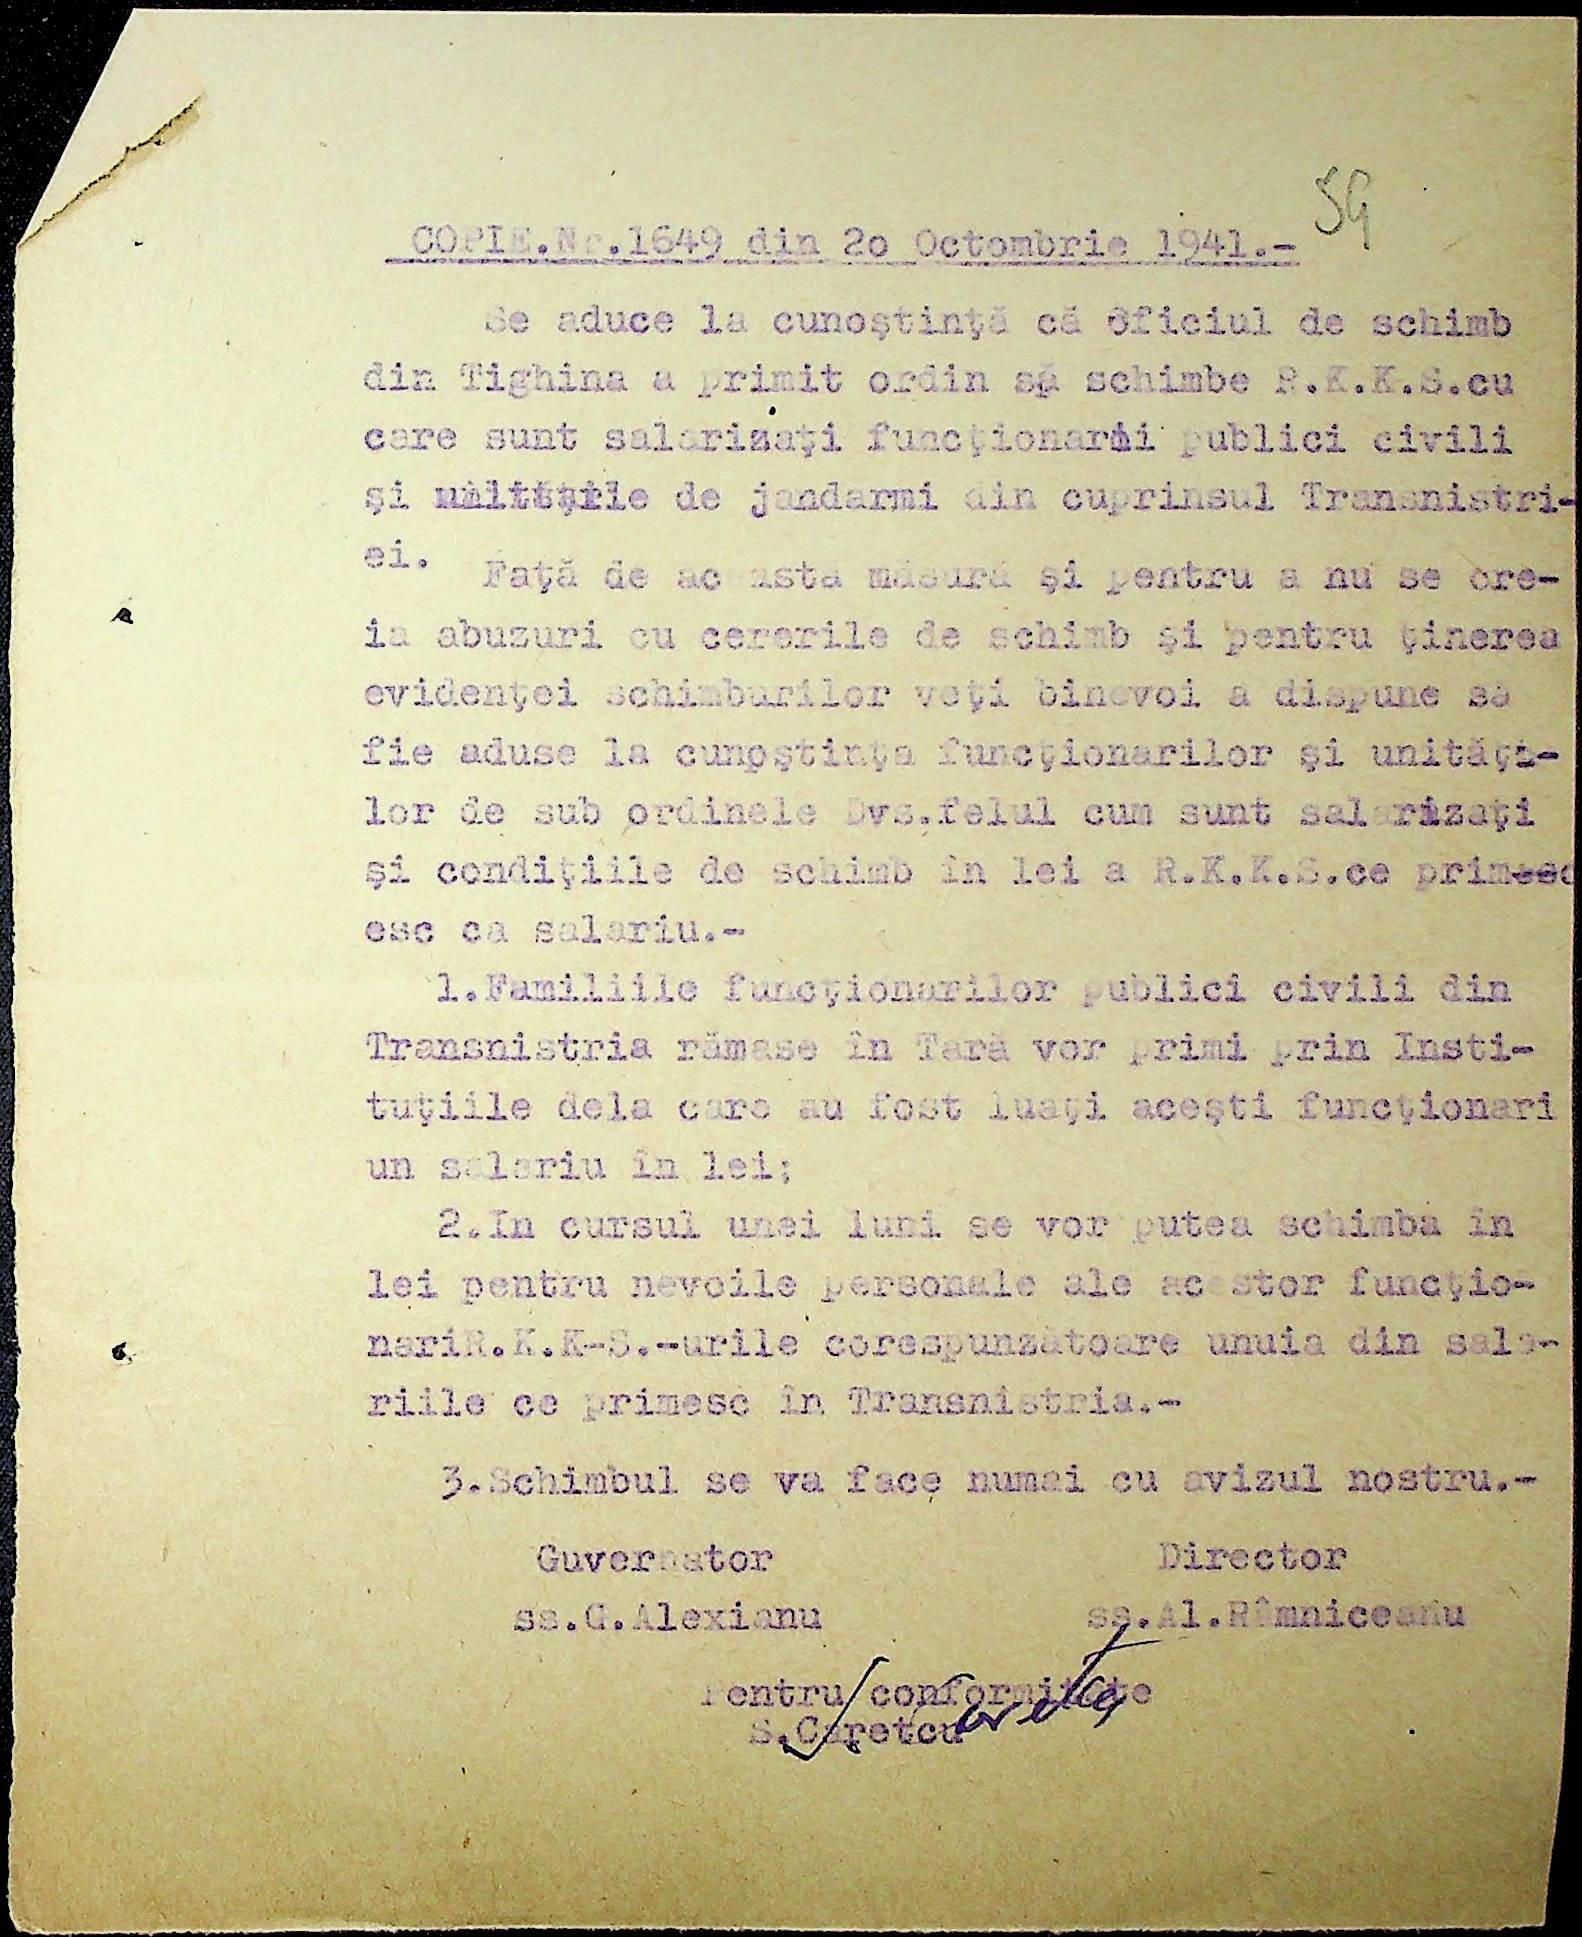 59
COPIE.Nr.1649 din 2o Octombrie 1941.-
Se aduce la cunoştinţă că Oficiul de schimb
din Tighina a primit ordin să schimbe R.K.K.S.cu
care sunt salarizaţi funcţionarii publici civili
şi unităţile de jandarmi din cuprinsul Transnistri-
ei.
Faţă de aceasta măsură şi pentru a nu se cre-
ia abuzuri cu cererile de schimb şi pentru ţinerea
evidenţei schimburilor veţi binevoi a dispune să
fie aduse la cunoştinţa funcţionarilor şi unităţi-
lor de sub ordinele Dvs.felul cum sunt salarizaţi
şi condiţiile de schimb în lei a R.K.K.S.ce prim
esc ca salariu.-
1.Familiile funcţionarilor publici civili din
Transnistria rămase în Tară vor primi prin Insti-
tuţiile dela care au fost luaţi aceşti funcţionari
un salariu în lei;
2.In cursul unei luni se vor putea schimba în
lei pentru nevoile personale ale acestor funcţio-
nariR.K.K-S.-urile corespunzătoare unuia din sala-
riile ce primesc în Transnistria.-
3.Schimbul se va face numai cu avizul nostru.-
Guvernator Director
ss.G.Alexianu ss.Al.Râmniceanu
Pentru conformitate
S.Caretcu